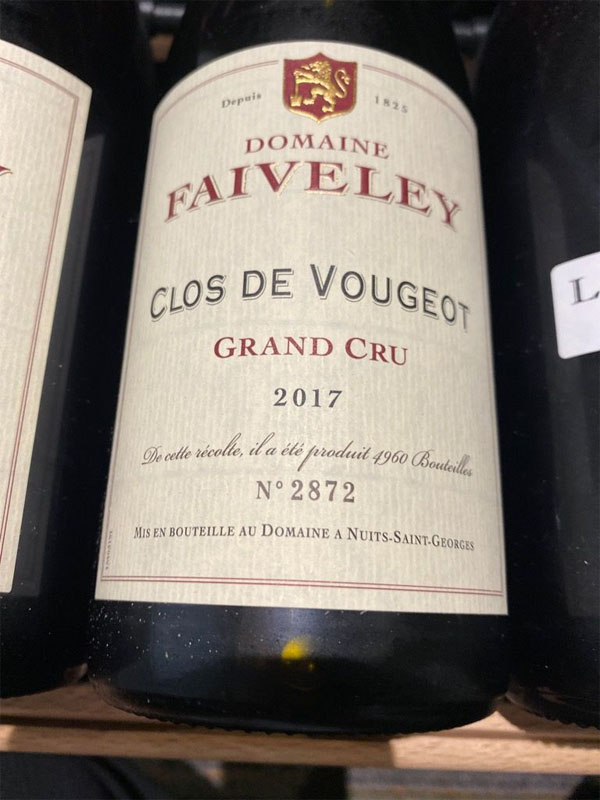 Depuis 1825
DOMAINE
FAIVELEY
CLOS DE VOUGEOT
GRAND CRU
2017
De cette récolte, il a été produit 4960 Bouteilles
N° 2872
MIS EN BOUTEILLE AU DOMAINE A NUITS-SAINT-GEORGES
Y
L